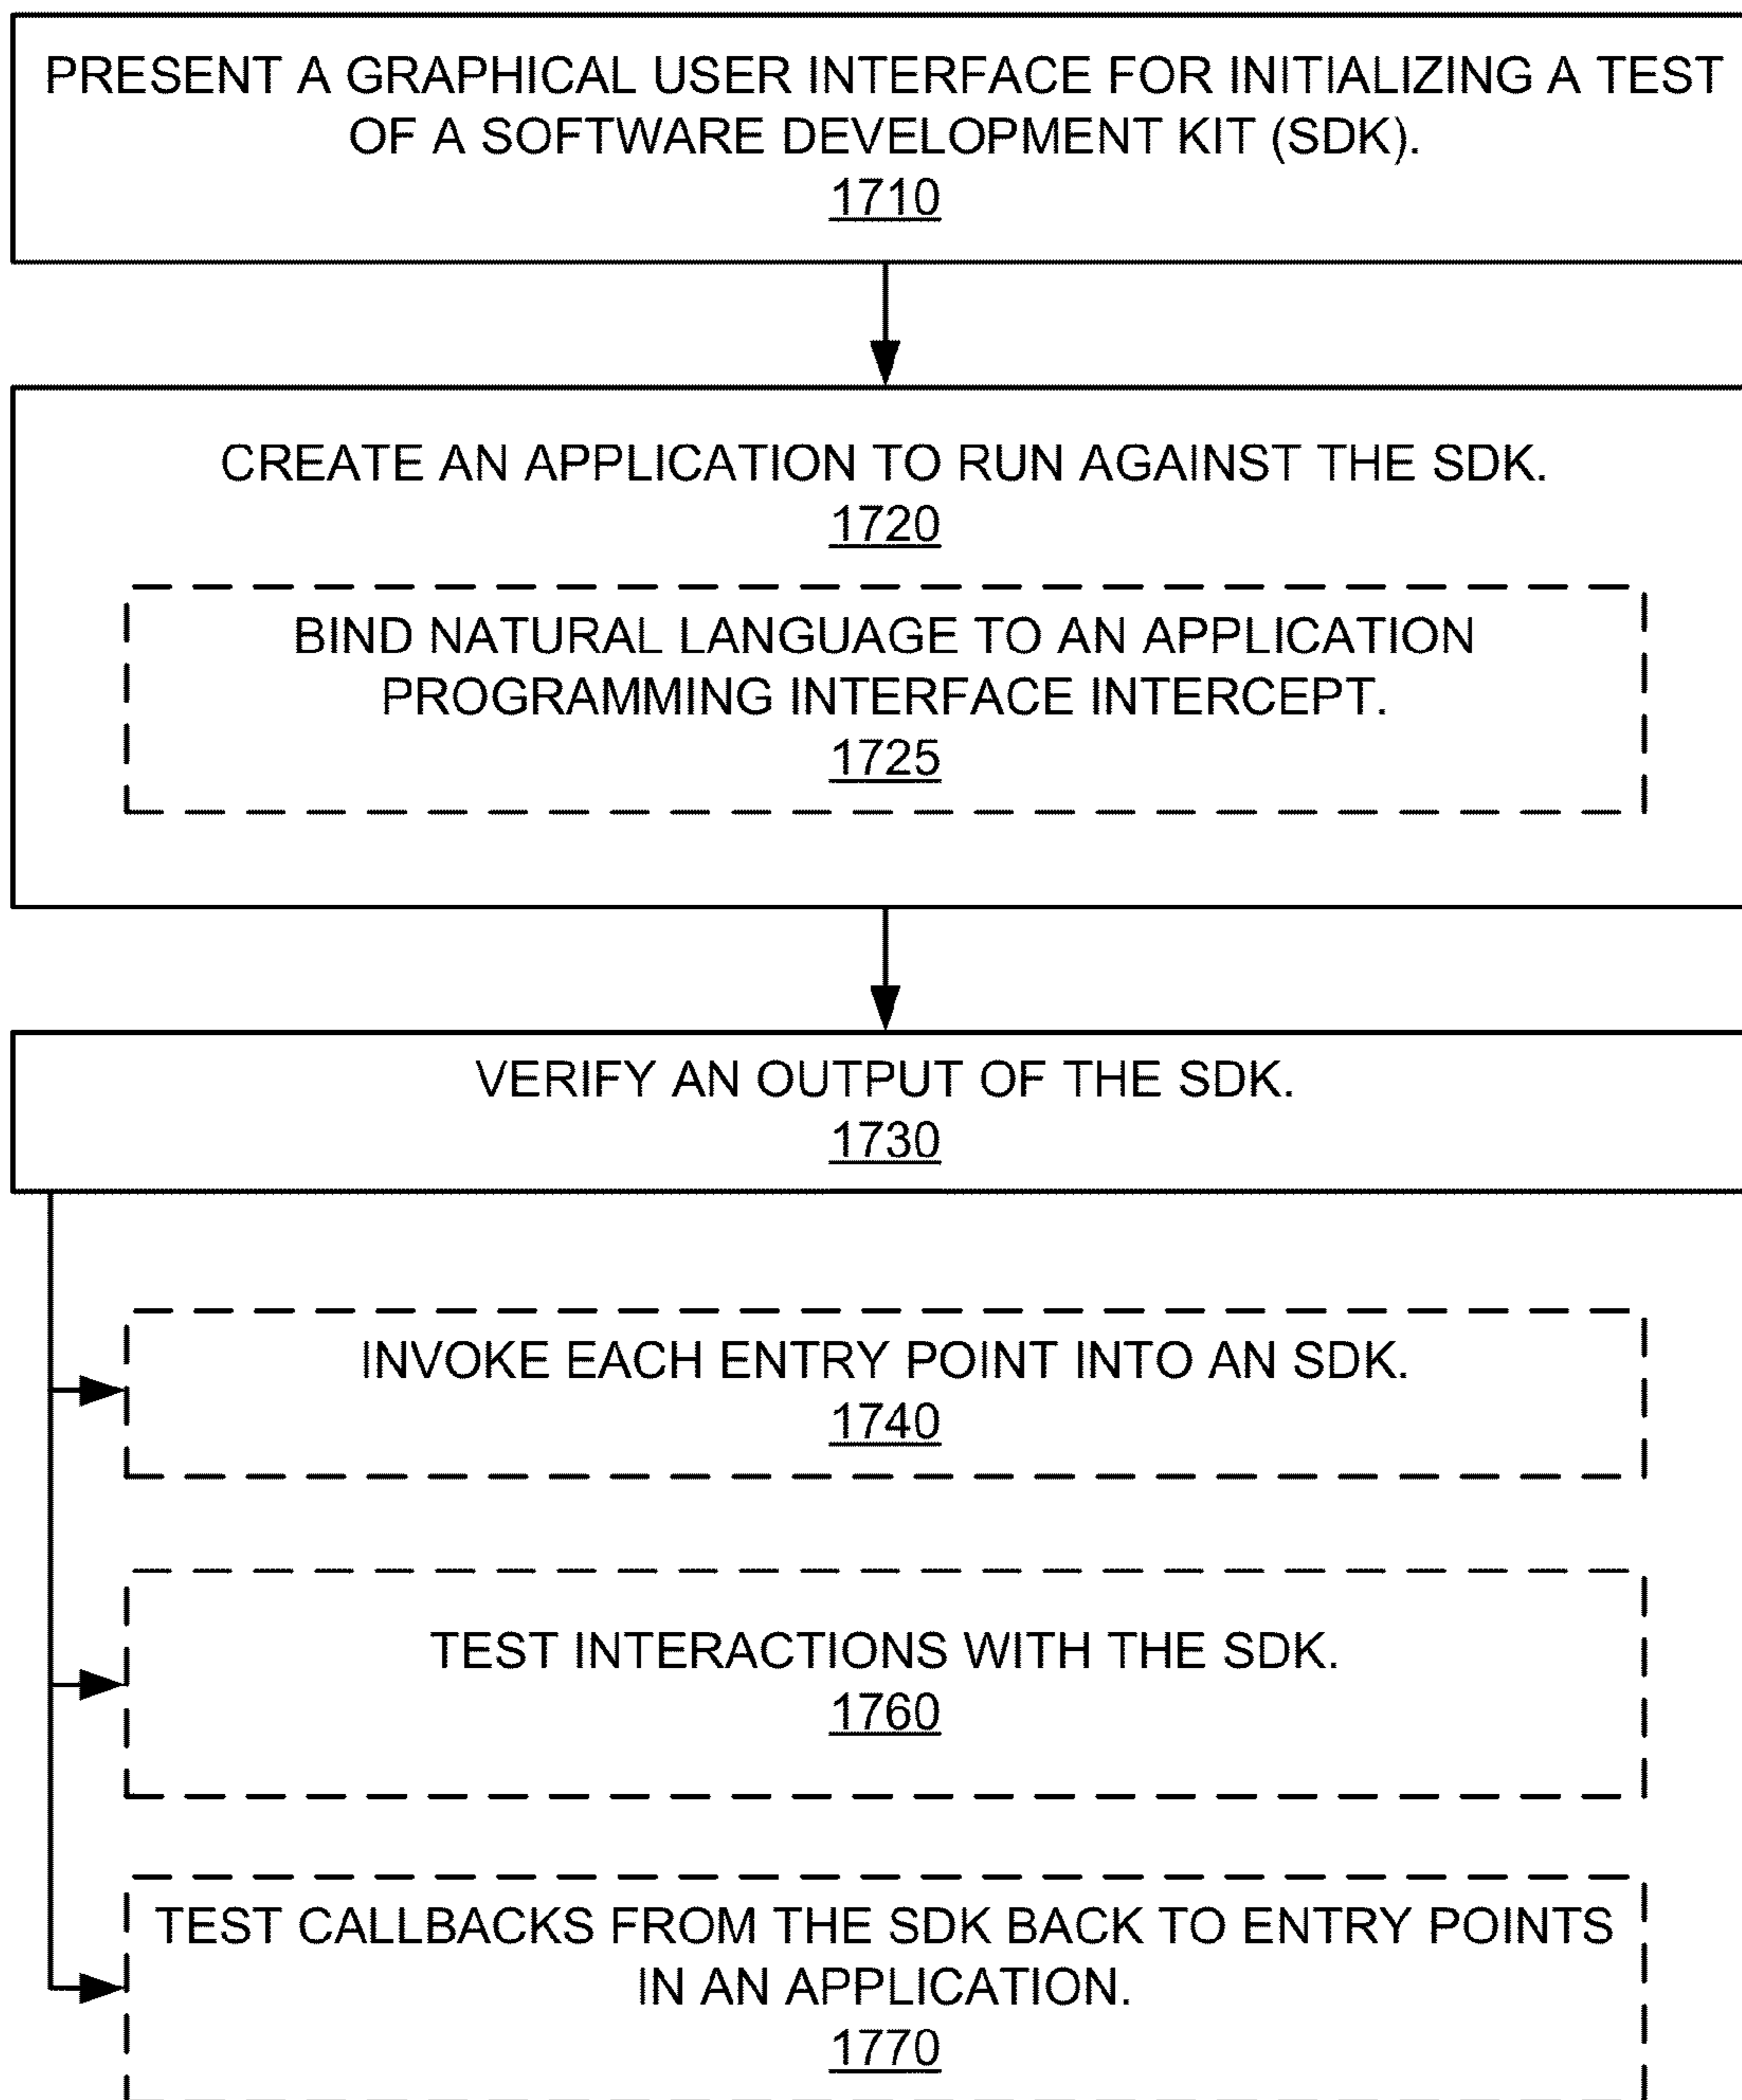 PRESENT A GRAPHICAL USER INTERFACE FOR INITIALIZING A TEST
OF A SOFTWARE DEVELOPMENT KIT (SDK).
1710
CREATE AN APPLICATION TO RUN AGAINST THE SDK.
1720
BIND NATURAL LANGUAGE TO AN APPLICATION
PROGRAMMING INTERFACE INTERCEPT.
1725
VERIFY AN OUTPUT OF THE SDK.
1730
INVOKE EACH ENTRY POINT INTO AN SDK.
1740
TEST INTERACTIONS WITH THE SDK.
1760
TEST CALLBACKS FROM THE SDK BACK TO ENTRY POINTS
IN AN APPLICATION.
1770